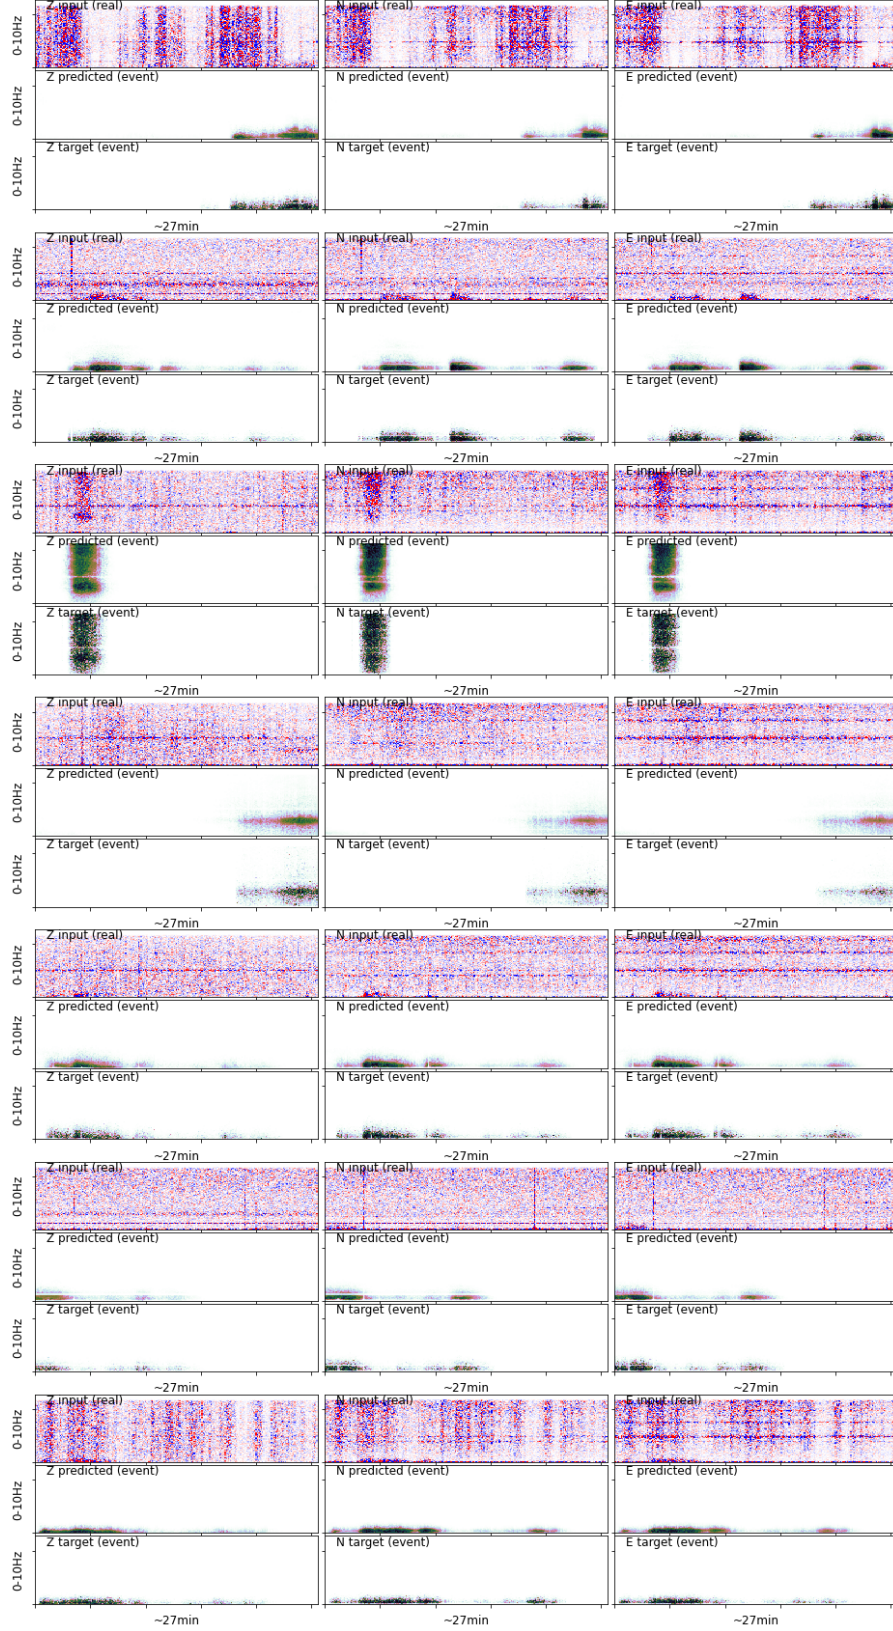 Z input (real) N input (real) E input (real)
0-10Hz
Z predicted (event) N predicted (event) E predicted (event)
0-10Hz
Z target (event) N target (event) E target (event)
0-10Hz
~27min ~27min ~27min
Z input (real) N input (real) E input (real)
0-10Hz
Z predicted (event) N predicted (event) E predicted (event)
0-10Hz
Z target (event) N target (event) E target (event)
0-10Hz
~27min ~27min ~27min
Z input (real) N input (real) E input (real)
0-10Hz
Z predicted (event) N predicted (event) E predicted (event)
0-10Hz
Z target (event) N target (event) E target (event)
0-10Hz
~27min ~27min ~27min
Z input (real) N input (real) E input (real)
0-10Hz
Z predicted (event) N predicted (event) E predicted (event)
0-10Hz
Z target (event) N target (event) E target (event)
0-10Hz
~27min ~27min ~27min
Z input (real) N input (real) E input (real)
0-10Hz
Z predicted (event) N predicted (event) E predicted (event)
0-10Hz
Z target (event) N target (event) E target (event)
0-10Hz
~27min ~27min ~27min
Z input (real) N input (real) E input (real)
0-10Hz
Z predicted (event) N predicted (event) E predicted (event)
0-10Hz
Z target (event) N target (event) E target (event)
0-10Hz
~27min ~27min ~27min
Z input (real) N input (real) E input (real)
0-10Hz
Z predicted (event) N predicted (event) E predicted (event)
0-10Hz
Z target (event) N target (event) E target (event)
0-10Hz
~27min ~27min ~27min